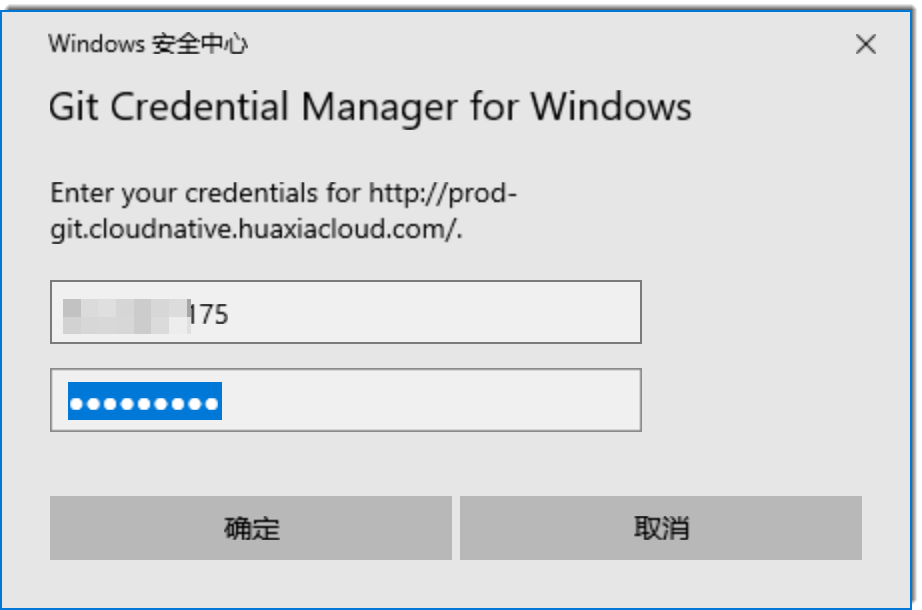 Windows 安全中心
Git Credential Manager for Windows
Enter your credentials for http://prod-
git.cloudnative.huaxiacloud.com/.
175
确定
取消